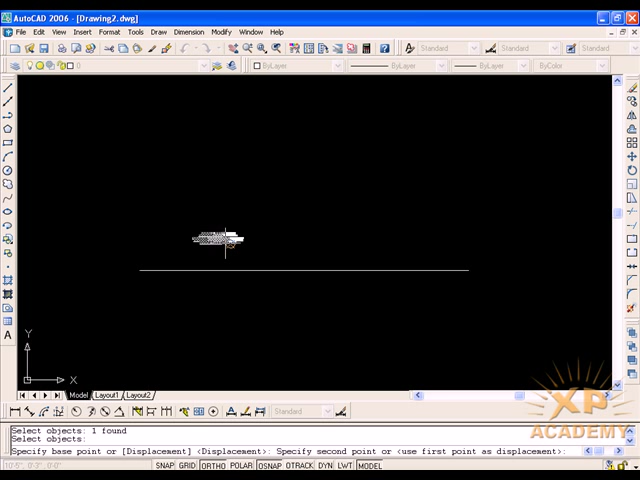 AutoCAD 2006 - [Drawing2.dwg]
File Edit View Insert Format Tools Draw Dimension Modify Window Help
Standard Standard Standard
0 ByLayer ByLayer ByLayer ByColor
Y
X
Model Layout1 Layout2
A
Standard
XP
ACADEMY
Select objects: 1 found
Select objects:
Specify base point or [Displacement] <Displacement>: Specify second point or <use first point as displacement>:
SNAP GRID ORTHO POLAR OSNAP OTRACK DYN LWT MODEL